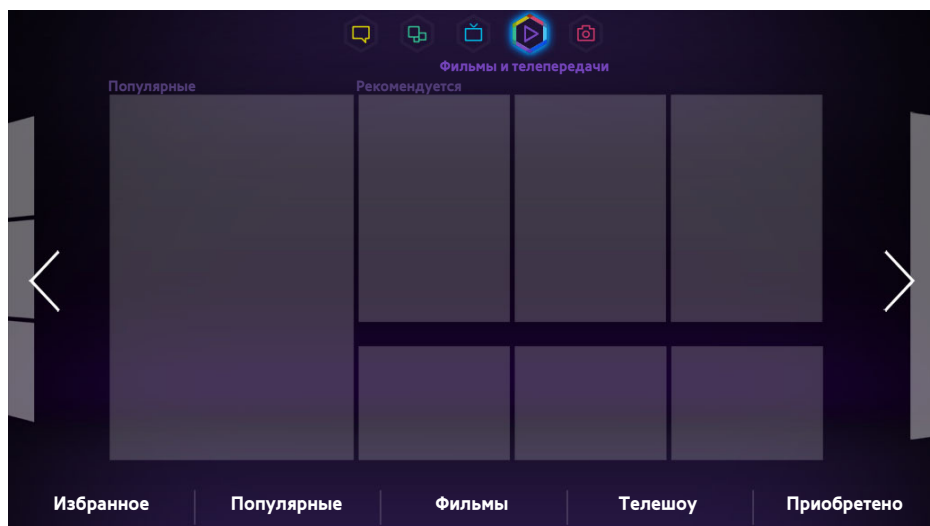 Фильмы и телепередачи
Популярные
Рекомендуется
Избранное
Популярные
Фильмы
Телешоу
Приобретено